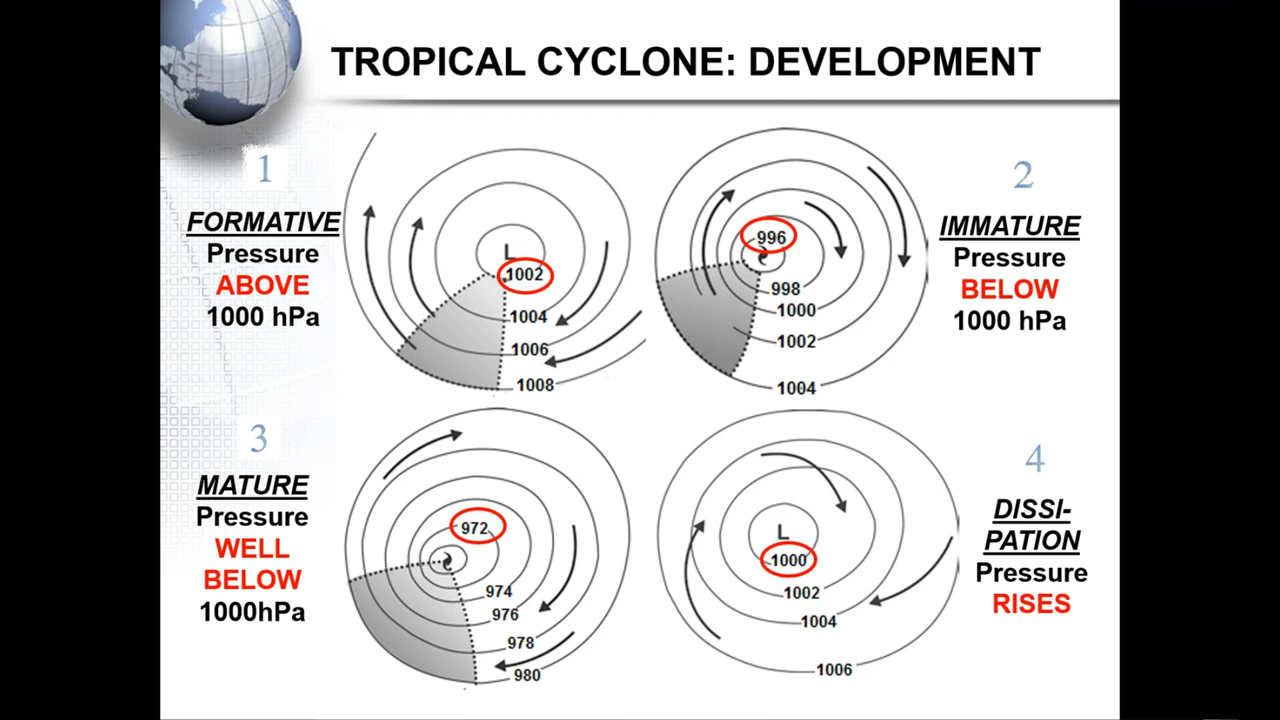 TROPICAL CYCLONE: DEVELOPMENT
1
FORMATIVE
Pressure
ABOVE
1000 hPa
L
1002
1004
1006
1008
2
IMMATURE
Pressure
BELOW
1000 hPa
996
998
1000
1002
1004
3
MATURE
Pressure
WELL
BELOW
1000hPa
972
974
976
978
980
4
DISSI-
PATION
Pressure
RISES
L
1000
1002
1004
1006